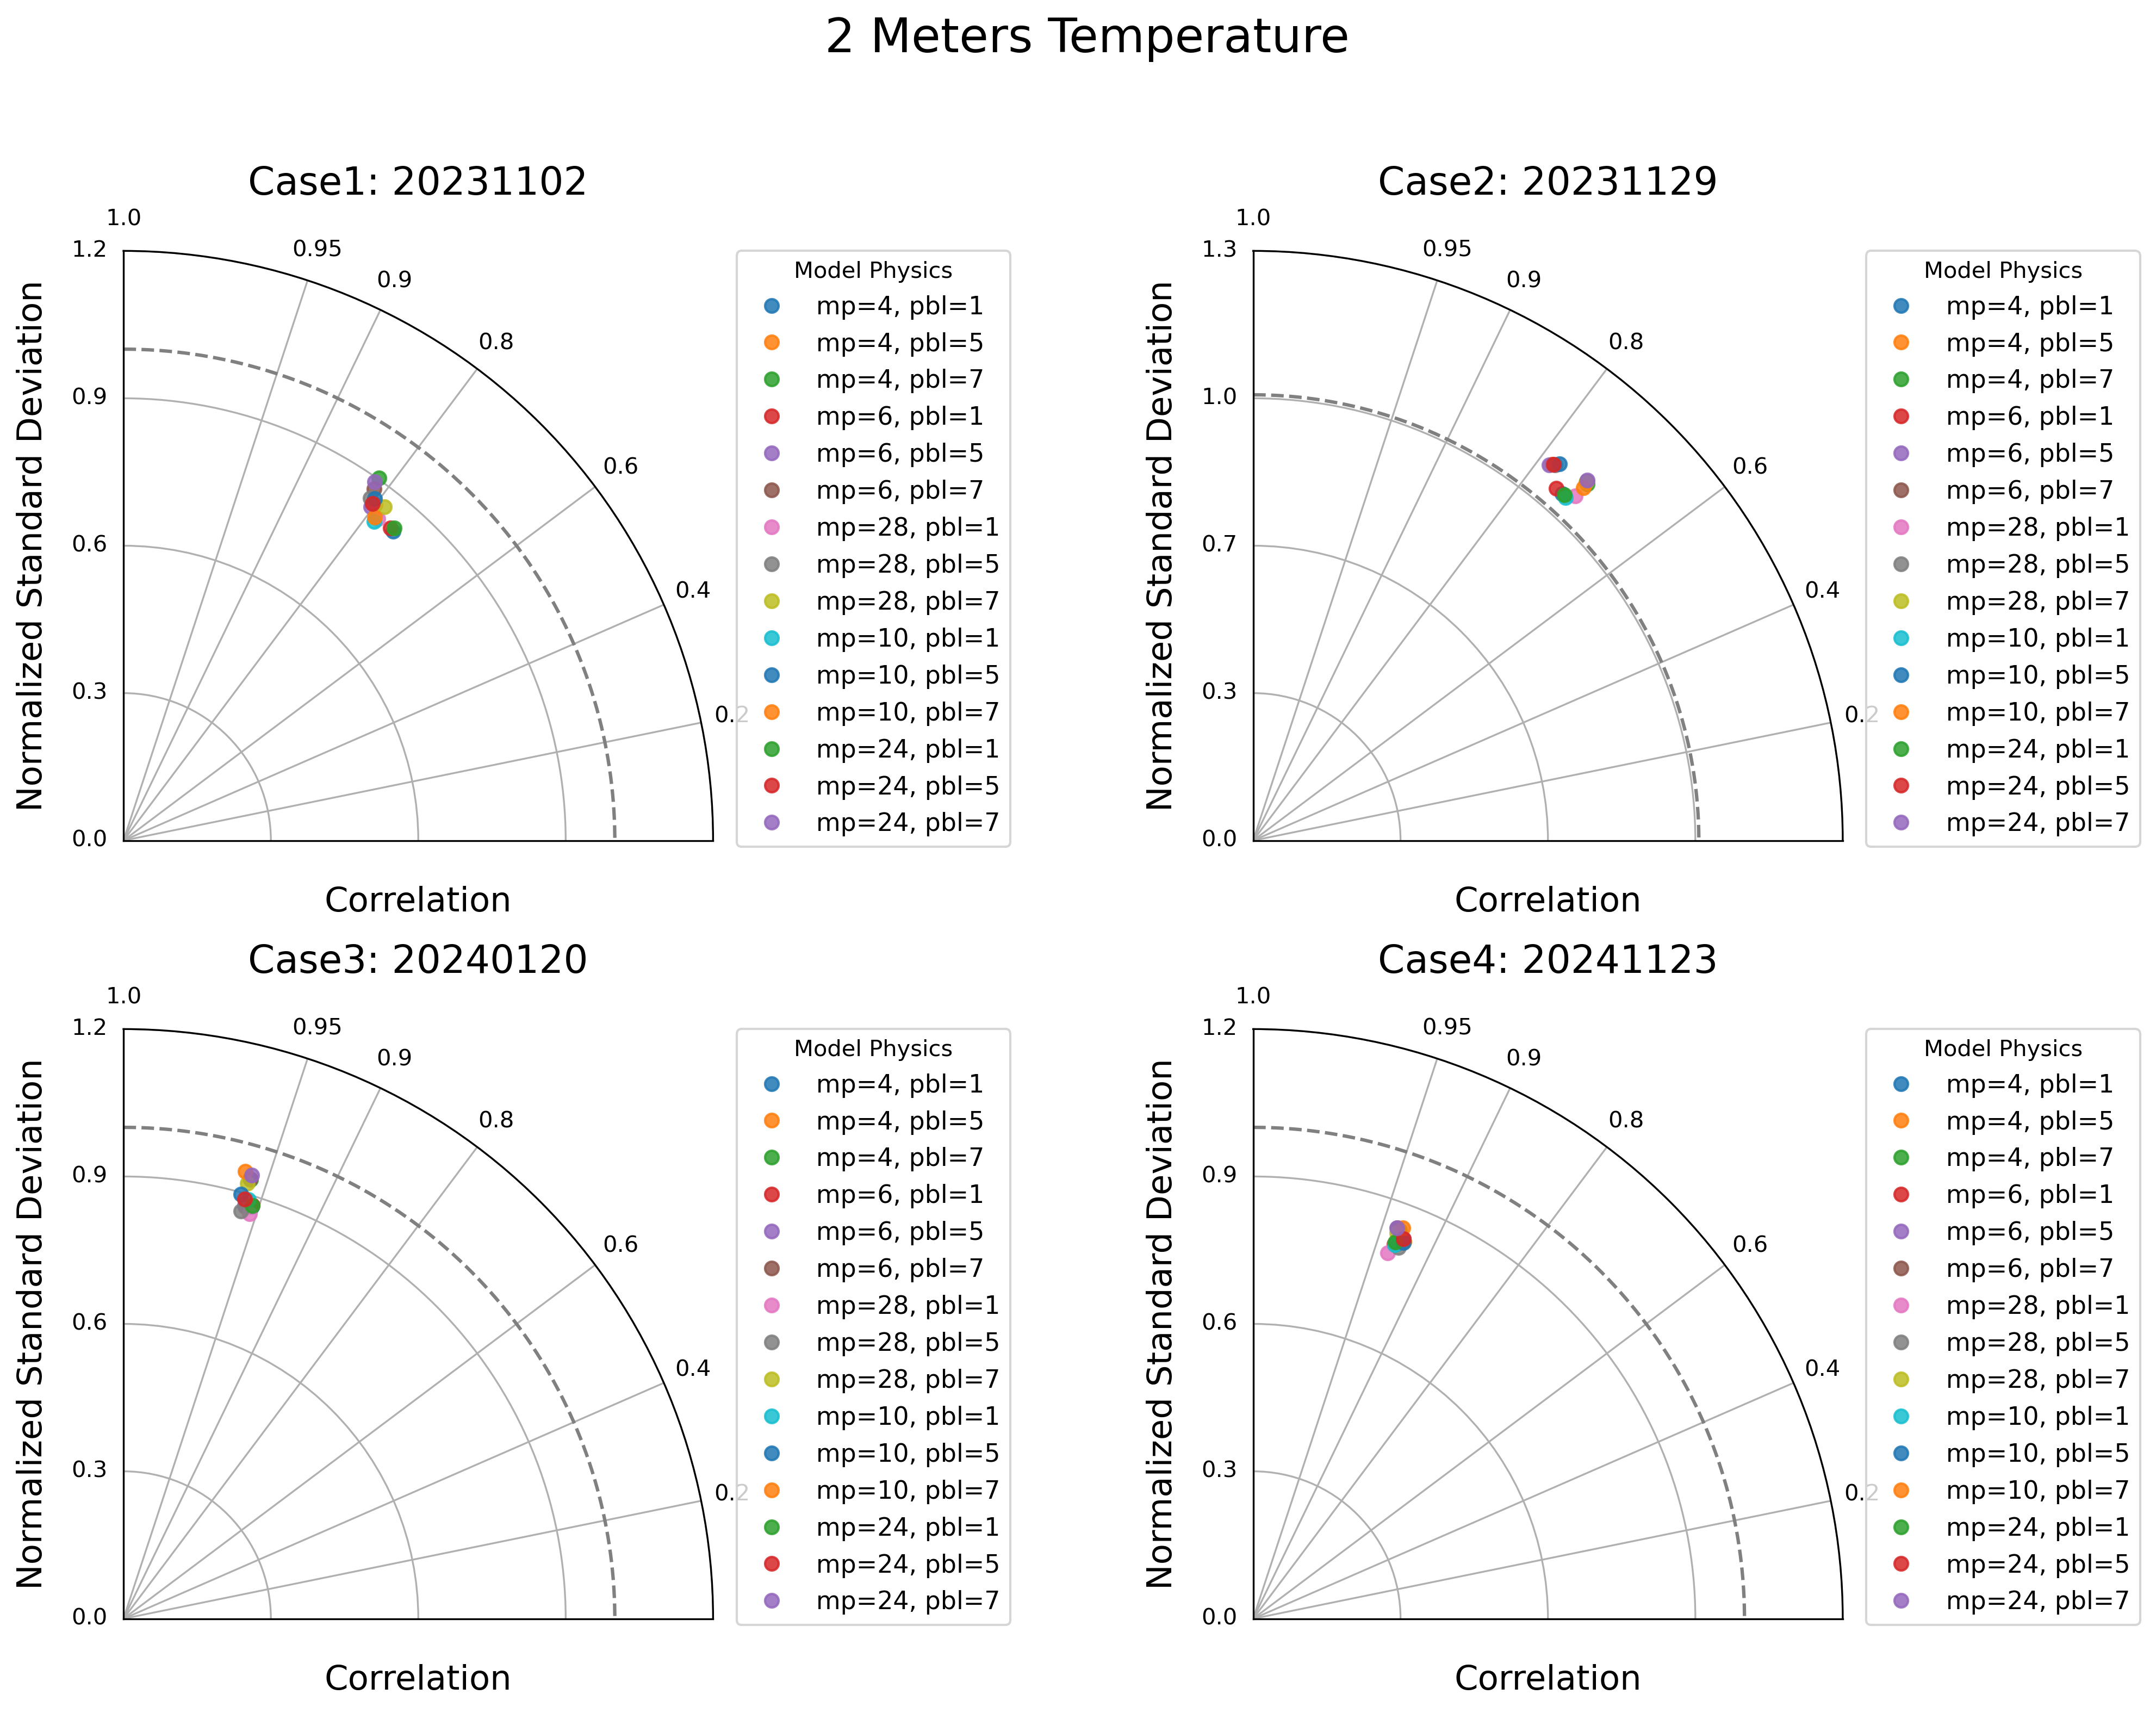 2 Meters Temperature
Case1: 20231102
1.0
0.95
0.9
0.8
0.6
0.4
0.2
1.2
0.9
0.6
0.3
0.0
Normalized Standard Deviation
Correlation
Model Physics
mp=4, pbl=1
mp=4, pbl=5
mp=4, pbl=7
mp=6, pbl=1
mp=6, pbl=5
mp=6, pbl=7
mp=28, pbl=1
mp=28, pbl=5
mp=28, pbl=7
mp=10, pbl=1
mp=10, pbl=5
mp=10, pbl=7
mp=24, pbl=1
mp=24, pbl=5
mp=24, pbl=7
Case2: 20231129
1.0
0.95
0.9
0.8
0.6
0.4
0.2
1.3
1.0
0.7
0.3
0.0
Normalized Standard Deviation
Correlation
Model Physics
mp=4, pbl=1
mp=4, pbl=5
mp=4, pbl=7
mp=6, pbl=1
mp=6, pbl=5
mp=6, pbl=7
mp=28, pbl=1
mp=28, pbl=5
mp=28, pbl=7
mp=10, pbl=1
mp=10, pbl=5
mp=10, pbl=7
mp=24, pbl=1
mp=24, pbl=5
mp=24, pbl=7
Case3: 20240120
1.0
0.95
0.9
0.8
0.6
0.4
0.2
1.2
0.9
0.6
0.3
0.0
Normalized Standard Deviation
Correlation
Model Physics
mp=4, pbl=1
mp=4, pbl=5
mp=4, pbl=7
mp=6, pbl=1
mp=6, pbl=5
mp=6, pbl=7
mp=28, pbl=1
mp=28, pbl=5
mp=28, pbl=7
mp=10, pbl=1
mp=10, pbl=5
mp=10, pbl=7
mp=24, pbl=1
mp=24, pbl=5
mp=24, pbl=7
Case4: 20241123
1.0
0.95
0.9
0.8
0.6
0.4
0.2
1.2
0.9
0.6
0.3
0.0
Normalized Standard Deviation
Correlation
Model Physics
mp=4, pbl=1
mp=4, pbl=5
mp=4, pbl=7
mp=6, pbl=1
mp=6, pbl=5
mp=6, pbl=7
mp=28, pbl=1
mp=28, pbl=5
mp=28, pbl=7
mp=10, pbl=1
mp=10, pbl=5
mp=10, pbl=7
mp=24, pbl=1
mp=24, pbl=5
mp=24, pbl=7